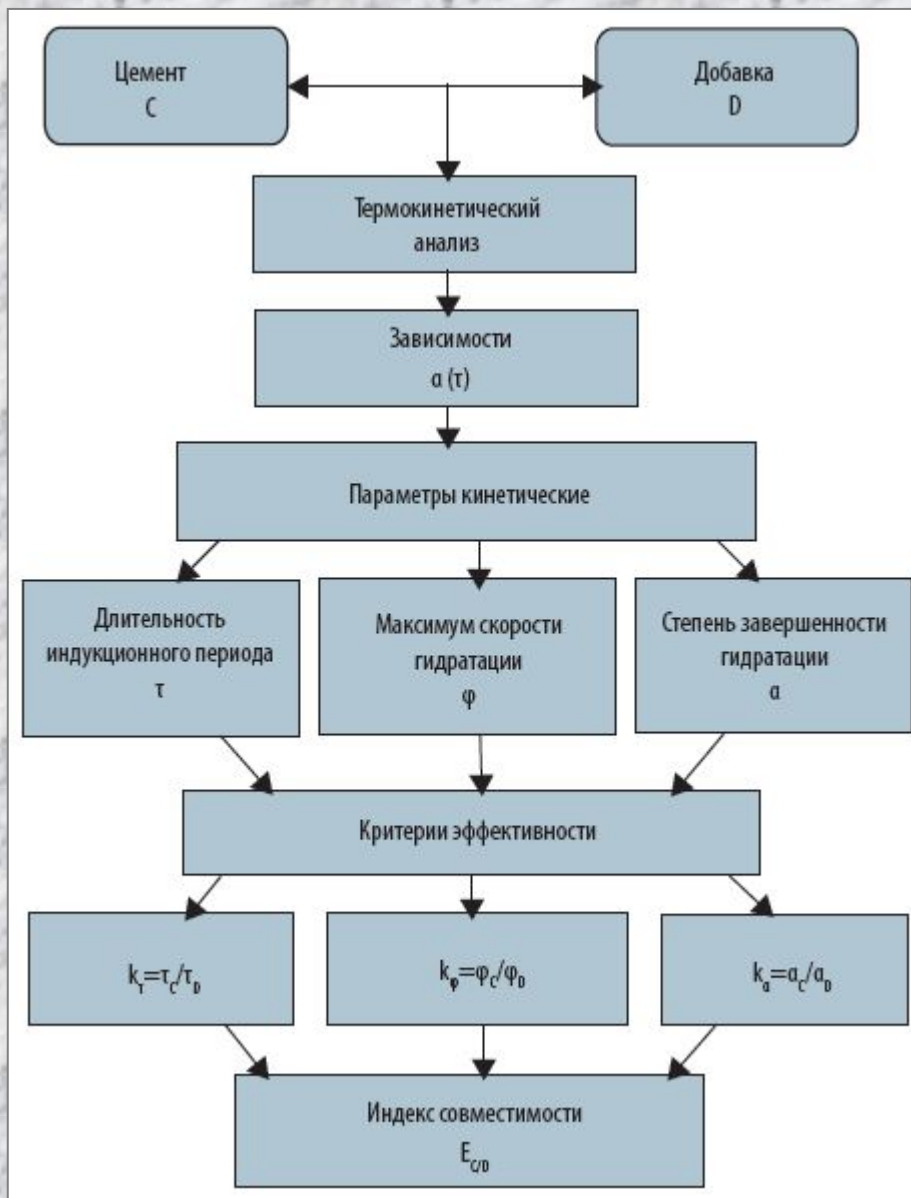 Цемент
C
Добавка
D
Термокинетический
анализ
Зависимости
α (τ)
Параметры кинетические
Длительность
индукционного периода
τ
Максимум скорости
гидратации
φ
Степень завершенности
гидратации
α
Критерии эффективности
kτ=τC/τD
kφ=φC/φD
kα=αC/αD
Индекс совместимости
EC/D